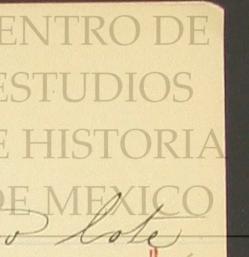 ENTRO DE
ESTUDIOS
E HISTORIA
DE MEXICO
o lote
"